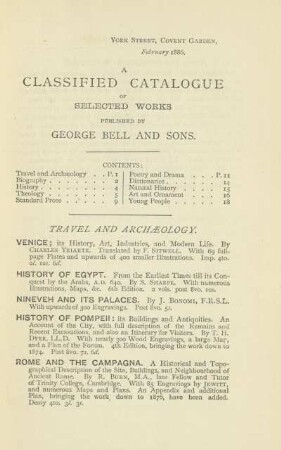 YORK STREET, COVENT GARDEN,
February 1886.
A
CLASSIFIED CATALOGUE
OF
SELECTED WORKS
PUBLISHED BY
GEORGE BELL AND SONS.
CONTENTS:
Travel and Archæology . . P. 1
Biography . . . . 2
History . . . . 4
Theology . . . . 5
Standard Prose . . . 9
Poetry and Drama . . . P. 11
Dictionaries . . . . 14
Natural History . . . 15
Art and Ornament . . . 16
Young People . . . 18
TRAVEL AND ARCHÆOLOGY.
VENICE; its History, Art, Industries, and Modern Life. By
CHARLES YRIARTE. Translated by F. SITWELL. With 69 full-
page Plates and upwards of 400 smaller Illustrations. Imp. 4to.
HISTORY OF EGYPT. From the Earliest Times till its Con-
quest by the Arabs, A.D. 640. By S. SHARPE. With numerous
Illustrations, Maps, &c. 6th Edition. 2 vols. post 8vo. 10s.
NINEVEH AND ITS PALACES. By J. BONOMI, F.R.S.L.
With upwards of 300 Engravings. Post 8vo. 5s.
HISTORY OF POMPEII: its Buildings and Antiquities. An
Account of the City, with full description of the Remains and
Recent Excavations, and also an Itinerary for Visitors. By T. H.
DYER, LL.D. With nearly 300 Wood Engravings, a large Map,
and a Plan of the Forum. 4th Edition, bringing the work down to
1874. Post 8vo. 7s. 6d.
ROME AND THE CAMPAGNA. A Historical and Topo-
graphical Description of the Site, Buildings, and Neighbourhood of
Ancient Rome. By R. BURN, M.A., late Fellow and Tutor
of Trinity College, Cambridge. With 85 Engravings by JEWITT,
and numerous Maps and Plans. An Appendix and additional
Plan, bringing the work down to 1876, have been added.
Demy 4to. 3l. 3s.